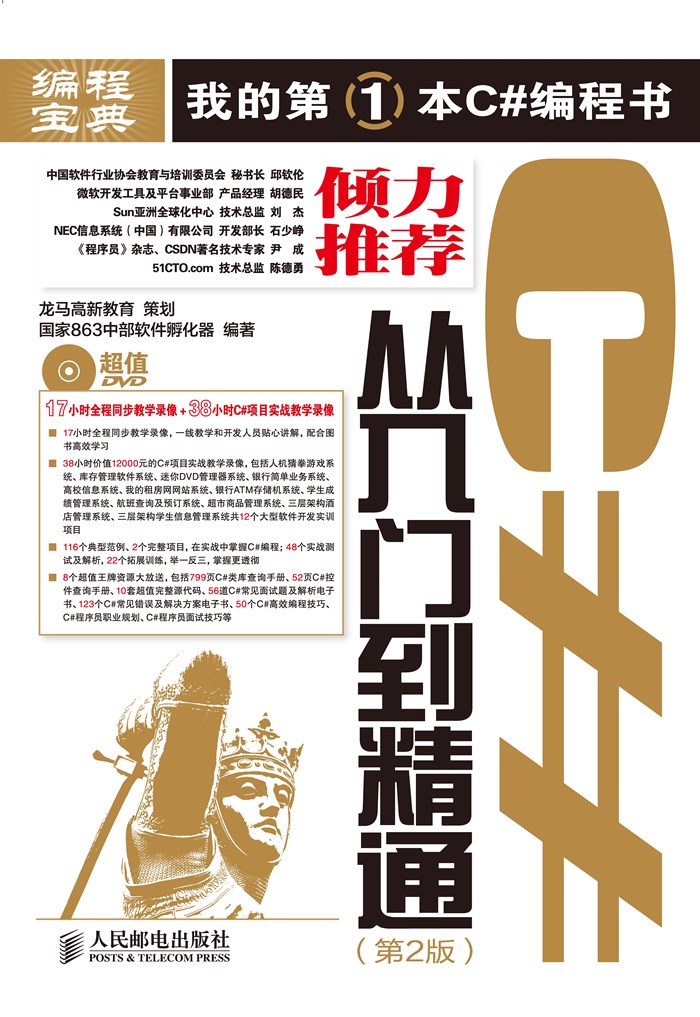 编程
宝典
我的第1本C#编程书
中国软件行业协会教育与培训委员会 秘书长 邱钦伦
微软开发工具及平台事业部 产品经理 胡德民
Sun亚洲全球化中心 技术总监 刘 杰
NEC信息系统（中国）有限公司 开发部长 石少峥
《程序员》杂志、CSDN著名技术专家 尹 成
51CTO.com 技术总监 陈德勇
倾力
推荐
龙马高新教育 策划
国家863中部软件孵化器 编著
超值
DVD
17小时全程同步教学录像 + 38小时C#项目实战教学录像
17小时全程同步教学录像，一线教学和开发人员贴心讲解，配合图
书高效学习
38小时价值12000元的C#项目实战教学录像，包括人机猜拳游戏系
统、库存管理软件系统、迷你DVD管理器系统、银行简单业务系统、
高校信息系统、我的租房网网站系统、银行ATM存储机系统、学生成
绩管理系统、航班查询及预订系统、超市商品管理系统、三层架构酒
店管理系统、三层架构学生信息管理系统共12个大型软件开发实训
项目
116个典型范例、2个完整项目，在实战中掌握C#编程；48个实战测
试及解析，22个拓展训练，举一反三，掌握更透彻
8个超值王牌资源大放送，包括799页C#类库查询手册、52页C#控
件查询手册、10套超值完整源代码、56道C#常见面试题及解析电子
书、123个C#常见错误及解决方案电子书、50个C#高效编程技巧、
C#程序员职业规划、C#程序员面试技巧等
C#
从入门到精通
（第2版）
人民邮电出版社
POSTS & TELECOM PRESS